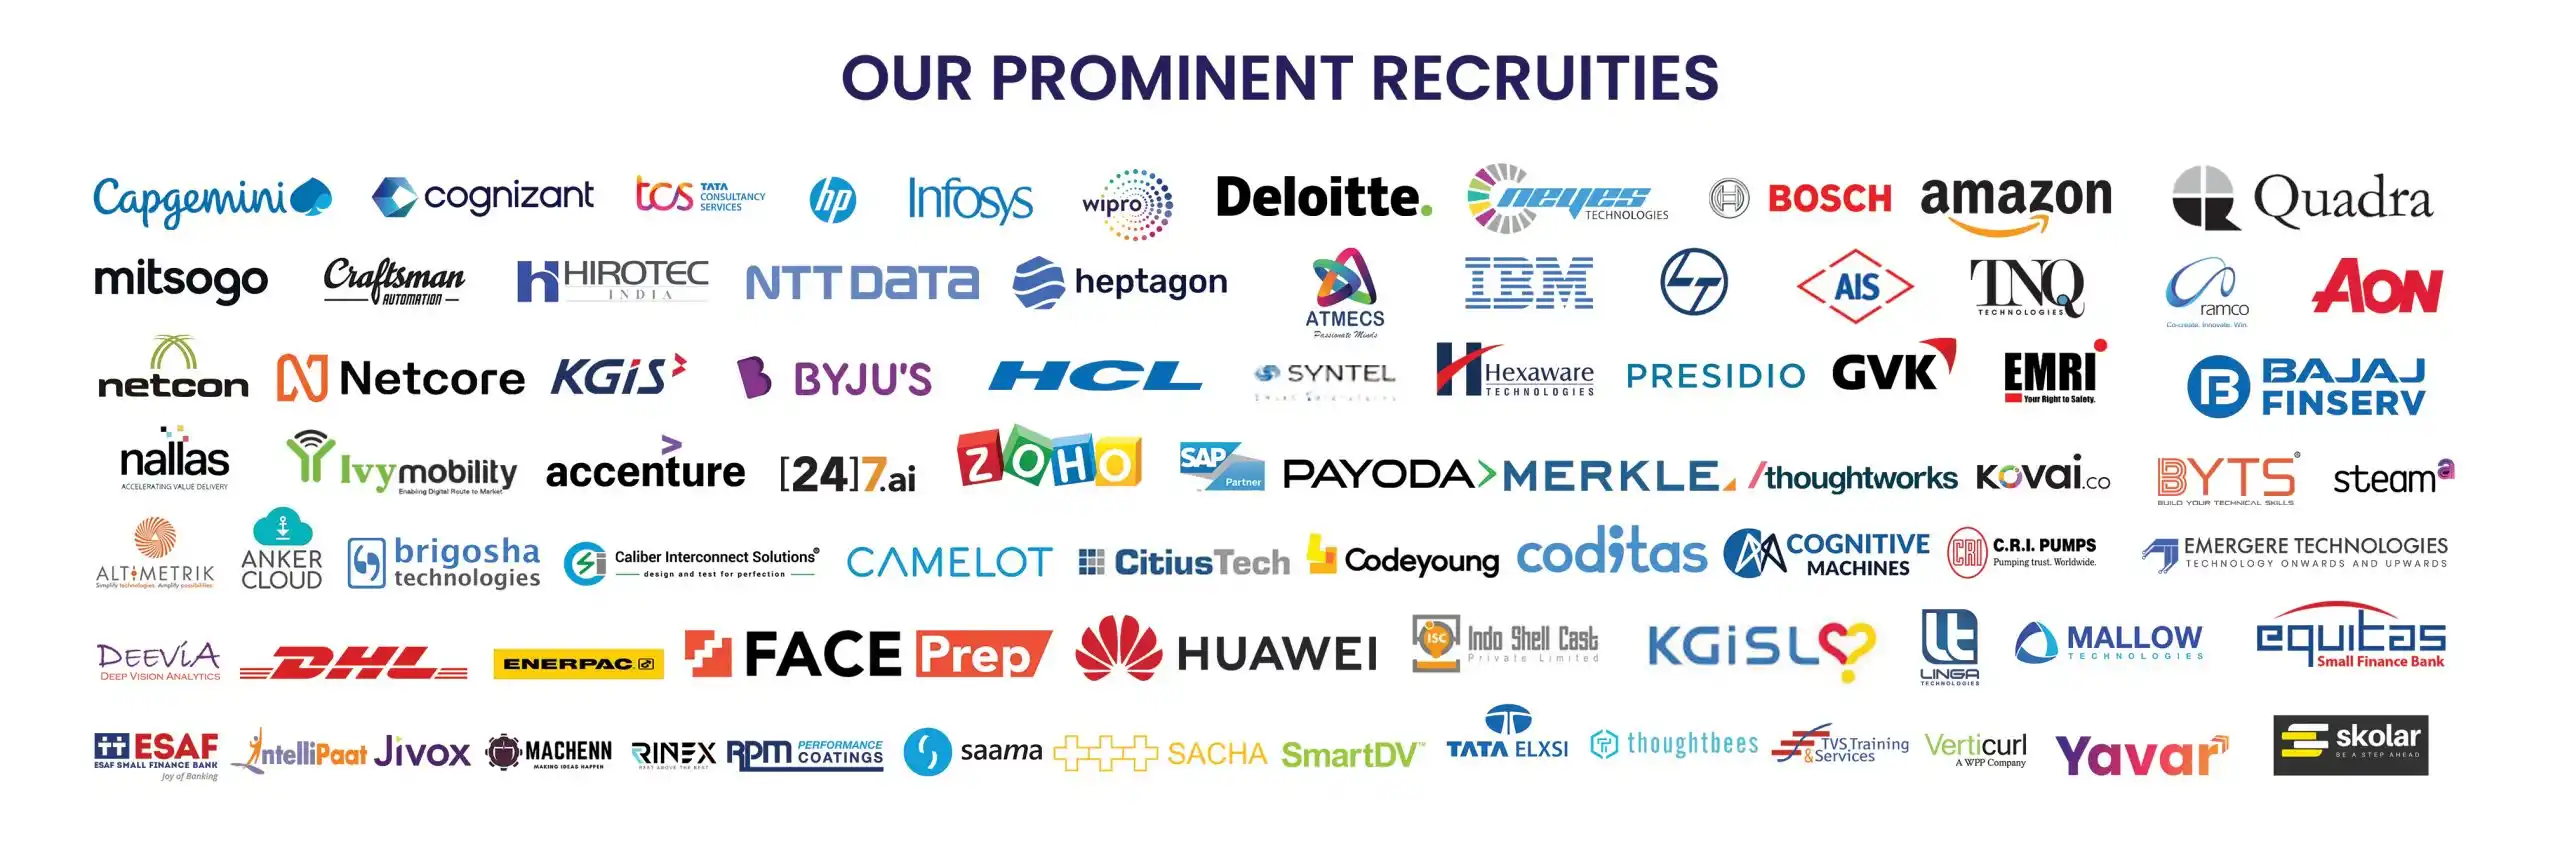 OUR PROMINENT RECRUITIES
Capgemini cognizant tcs TATA CONSULTANCY SERVICES hp Infosys wipro Deloitte. neyes TECHNOLOGIES BOSCH amazon Quadra
mitsogo Craftsman AUTOMATION HIROTEC INDIA NTT DATA heptagon ATMECS Passionate Minds IBM LT AIS TNQ TECHNOLOGIES ramco Co-create. Innovate. Win. AON
netcon Netcore KGiS BYJU'S HCL SYNTEL Hexaware TECHNOLOGIES PRESIDIO GVK EMRI Your Right to Safety. BAJAJ FINSERV
nallas ACCELERATING VALUE DELIVERY Ivymobility Enabling Digital Route to Market accenture [24]7.ai ZOHO SAP Partner PAYODA MERKLE /thoughtworks kovai.co BYTS BUILD YOUR TECHNICAL SKILLS steama
ALTIMETRIK Simplify technologies. Amplify possibilities. ANKER CLOUD brigosha technologies Caliber Interconnect Solutions® design and test for perfection CAMELOT CitiusTech Codeyoung coditas COGNITIVE MACHINES CRI C.R.I. PUMPS Pumping trust. Worldwide. EMERGERE TECHNOLOGIES TECHNOLOGY ONWARDS AND UPWARDS
DEEVIA DEEP VISION ANALYTICS DHL ENERPAC FACE Prep HUAWEI ISC Indo Shell Cast Private Limited KGiSL LINGA TECHNOLOGIES MALLOW TECHNOLOGIES equitas Small Finance Bank
ESAF ESAF SMALL FINANCE BANK Joy of Banking intelliPaat Jivox MACHENN MAKING IDEAS HAPPEN RINEX REST ABOVE THE BEST RPM PERFORMANCE COATINGS saama SACHA SmartDV™ TATA ELXSI thoughtbees TVS Training & Services Verticurl A WPP Company Yavar skolar BE A STEP AHEAD